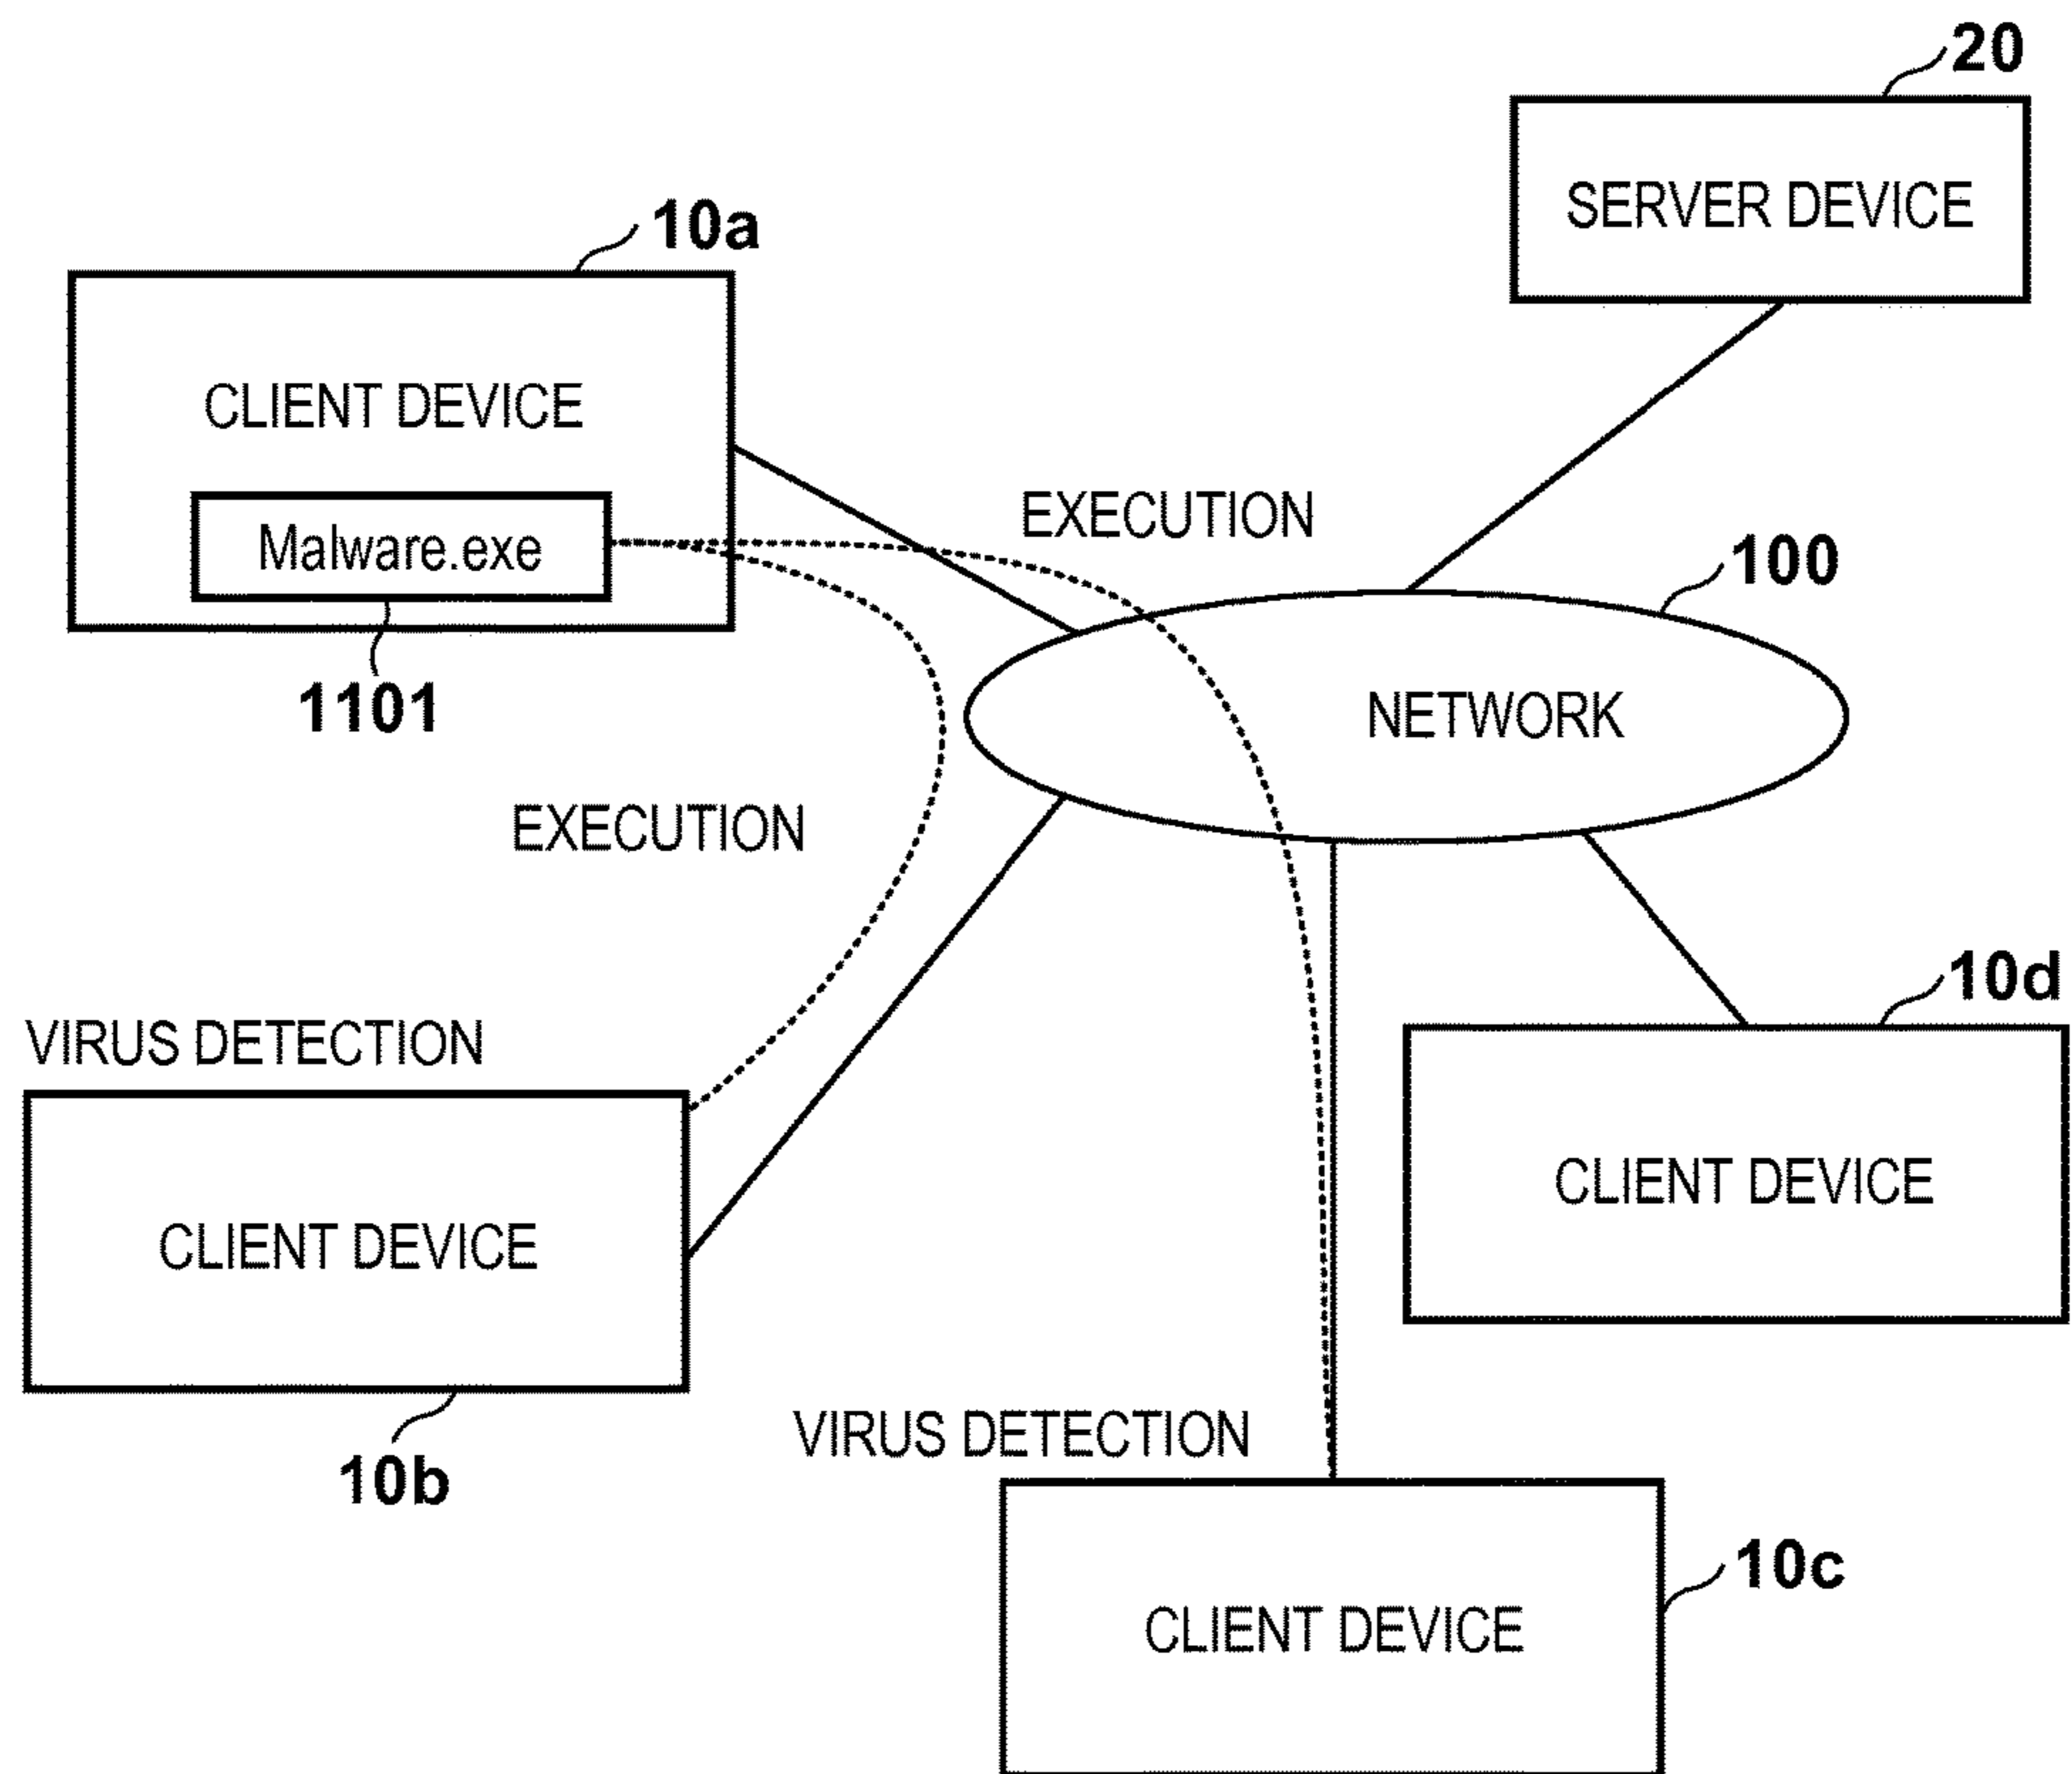 20
SERVER DEVICE
10a
CLIENT DEVICE
Malware.exe
1101
EXECUTION
100
NETWORK
EXECUTION
10d
CLIENT DEVICE
VIRUS DETECTION
CLIENT DEVICE
10b
VIRUS DETECTION
10c
CLIENT DEVICE